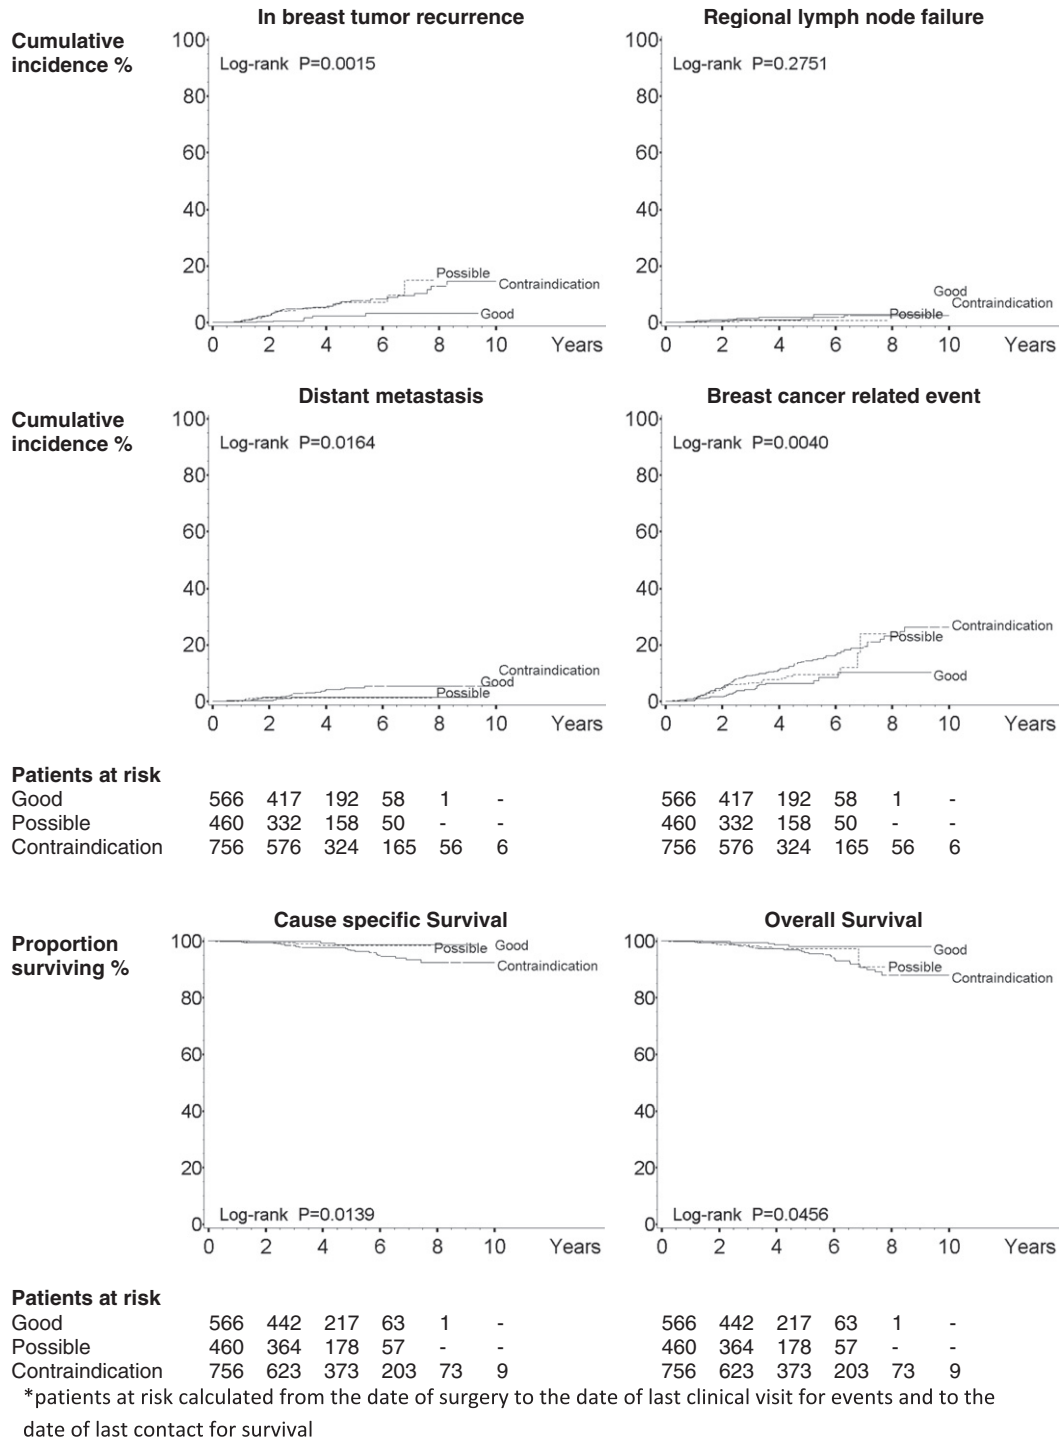 In breast tumor recurrence
Regional lymph node failure
Cumulative
incidence %
100
80
60
40
20
0
Log-rank P=0.0015
Possible
Contraindication
Good
0 2 4 6 8 10 Years
100
80
60
40
20
0
Log-rank P=0.2751
Good
Contraindication
Possible
0 2 4 6 8 10 Years
Distant metastasis
Breast cancer related event
Cumulative
incidence %
100
80
60
40
20
0
Log-rank P=0.0164
Contraindication
Good
Possible
0 2 4 6 8 10 Years
100
80
60
40
20
0
Log-rank P=0.0040
Contraindication
Possible
Good
0 2 4 6 8 10 Years
Patients at risk
Good 566 417 192 58 1 - 566 417 192 58 1 -
Possible 460 332 158 50 - - 460 332 158 50 - -
Contraindication 756 576 324 165 56 6 756 576 324 165 56 6
Cause specific Survival
Overall Survival
Proportion
surviving %
100
80
60
40
20
0
Good
Possible
Contraindication
Log-rank P=0.0139
0 2 4 6 8 10 Years
100
80
60
40
20
0
Good
Possible
Contraindication
Log-rank P=0.0456
0 2 4 6 8 10 Years
Patients at risk
Good 566 442 217 63 1 - 566 442 217 63 1 -
Possible 460 364 178 57 - - 460 364 178 57 - -
Contraindication 756 623 373 203 73 9 756 623 373 203 73 9
*patients at risk calculated from the date of surgery to the date of last clinical visit for events and to the
date of last contact for survival